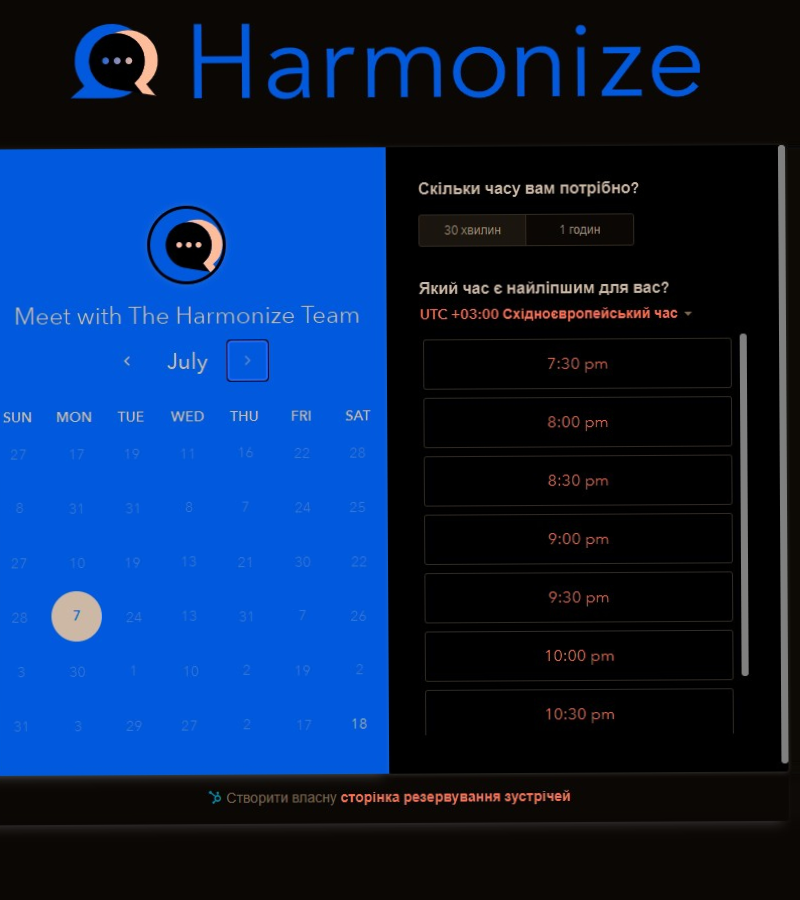 Harmonize
Meet with The Harmonize Team
July
SUN MON TUE WED THU FRI SAT
27 17 19 11 16 22 28
8 31 31 8 7 24 25
27 10 19 13 21 30 22
28 7 24 13 31 7 26
3 30 1 10 2 19 2
31 3 29 27 2 17 18
Скільки часу вам потрібно?
30 хвилин 1 годин
Який час є найліпшим для вас?
UTC +03:00 Східноєвропейський час
7:30 pm
8:00 pm
8:30 pm
9:00 pm
9:30 pm
10:00 pm
10:30 pm
Створити власну сторінка резервування зустрічей